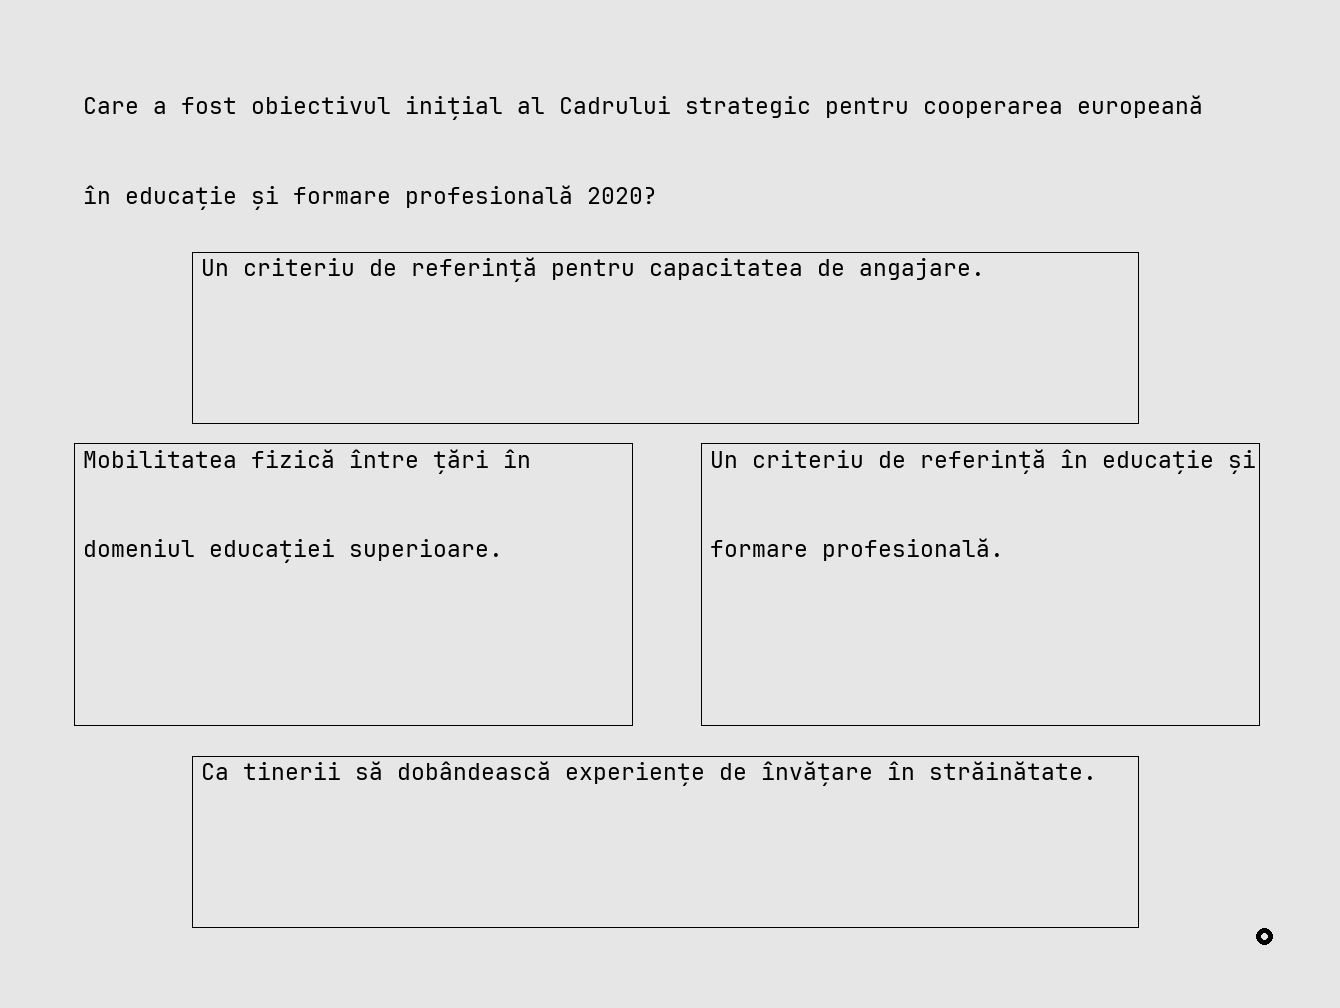 Care a fost obiectivul inițial al Cadrului strategic pentru cooperarea europeană
în educație și formare profesională 2020?
Un criteriu de referință pentru capacitatea de angajare.
Mobilitatea fizică între țări în
domeniul educației superioare.
Un criteriu de referință în educație și
formare profesională.
Ca tinerii să dobândească experiențe de învățare în străinătate.